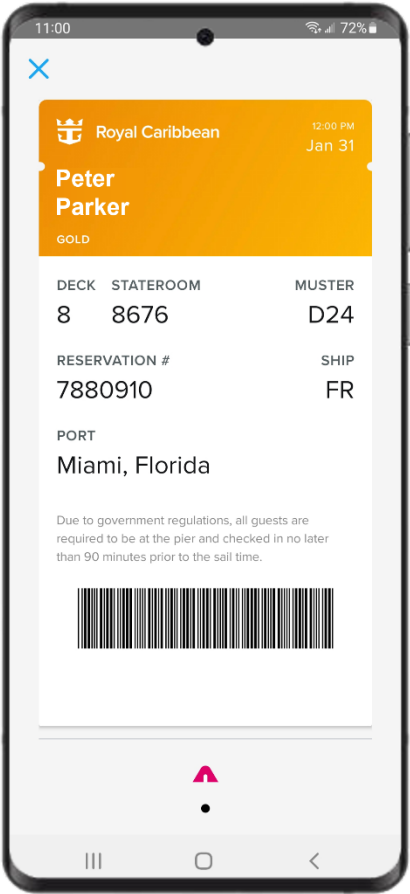 11:00 72%
Royal Caribbean
12:00 PM
Jan 31
Peter
Parker
GOLD
DECK STATEROOM MUSTER
8 8676 D24
RESERVATION # SHIP
7880910 FR
PORT
Miami, Florida
Due to government regulations, all guests are
required to be at the pier and checked in no later
than 90 minutes prior to the sail time.